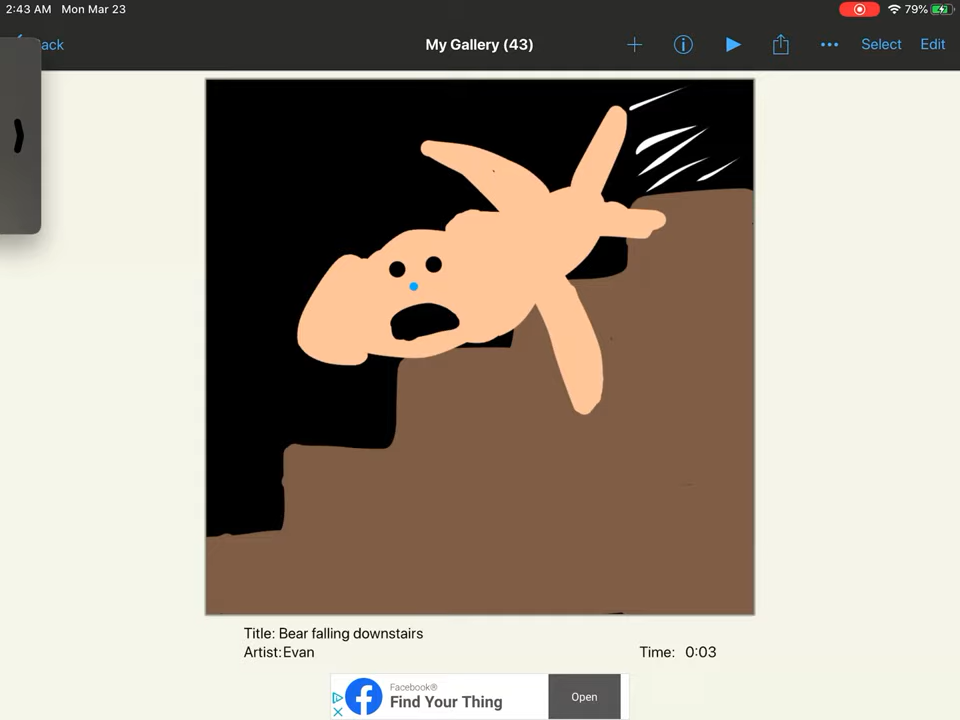 2:43 AM Mon Mar 23
79%
ack
My Gallery (43)
Select
Edit
Title: Bear falling downstairs
Artist:Evan
Time: 0:03
Facebook®
Find Your Thing
Open